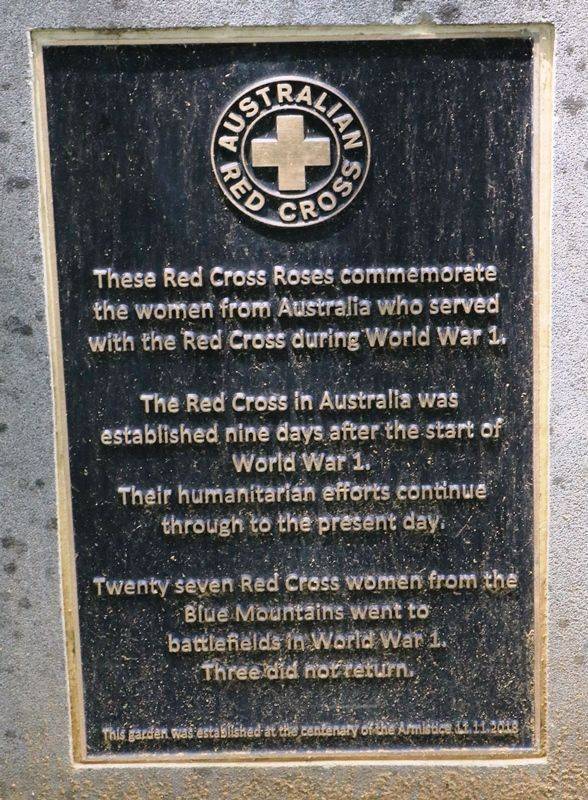 AUSTRALIAN
RED CROSS
These Red Cross Roses commemorate
the women from Australia who served
with the Red Cross during World War 1.
The Red Cross in Australia was
established nine days after the start of
World War 1.
Their humanitarian efforts continue
through to the present day.
Twenty seven Red Cross women from the
Blue Mountains went to
battlefields in World War 1.
Three did not return.
This garden was established at the centenary of the Armistice 11.11.2018